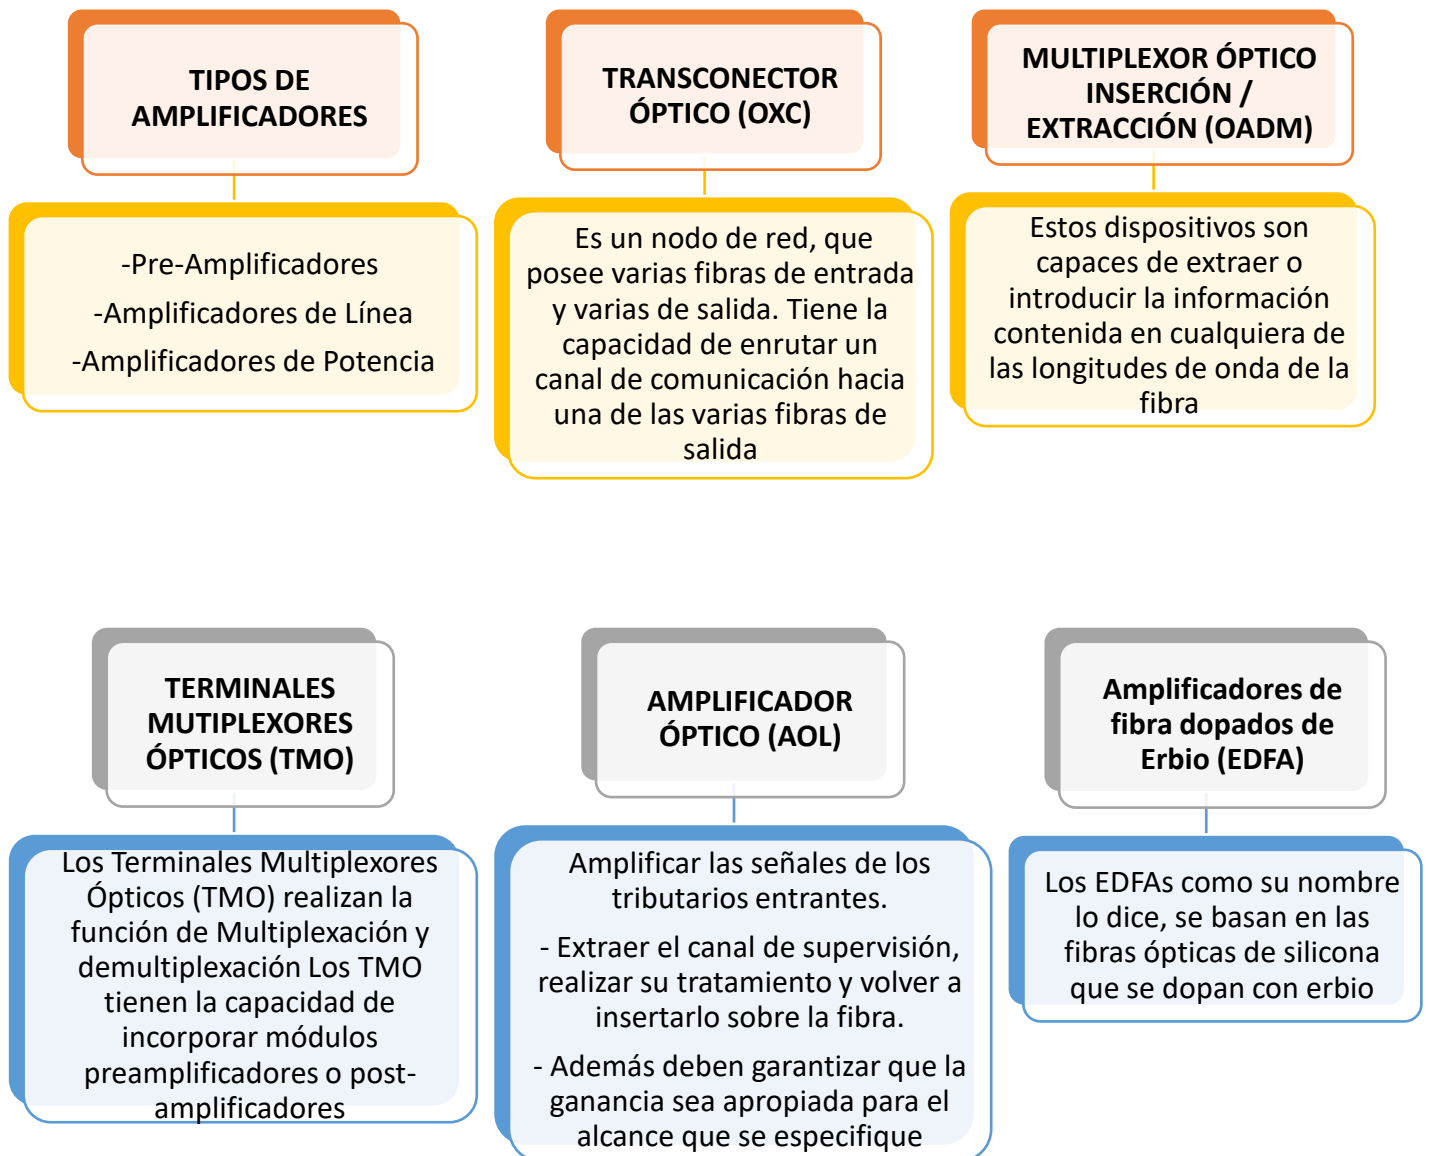 TIPOS DE
AMPLIFICADORES
-Pre-Amplificadores
-Amplificadores de Línea
-Amplificadores de Potencia
TRANSCONECTOR
ÓPTICO (OXC)
Es un nodo de red, que
posee varias fibras de entrada
y varias de salida. Tiene la
capacidad de enrutar un
canal de comunicación hacia
una de las varias fibras de
salida
MULTIPLEXOR ÓPTICO
INSERCIÓN /
EXTRACCIÓN (OADM)
Estos dispositivos son
capaces de extraer o
introducir la información
contenida en cualquiera de
las longitudes de onda de la
fibra
TERMINALES
MUTIPLEXORES
ÓPTICOS (TMO)
Los Terminales Multiplexores
Ópticos (TMO) realizan la
función de Multiplexación y
demultiplexación Los TMO
tienen la capacidad de
incorporar módulos
preamplificadores o post-
amplificadores
AMPLIFICADOR
ÓPTICO (AOL)
Amplificar las señales de los
tributarios entrantes.
- Extraer el canal de supervisión,
realizar su tratamiento y volver a
insertarlo sobre la fibra.
- Además deben garantizar que la
ganancia sea apropiada para el
alcance que se especifique
Amplificadores de
fibra dopados de
Erbio (EDFA)
Los EDFAs como su nombre
lo dice, se basan en las
fibras ópticas de silicona
que se dopan con erbio